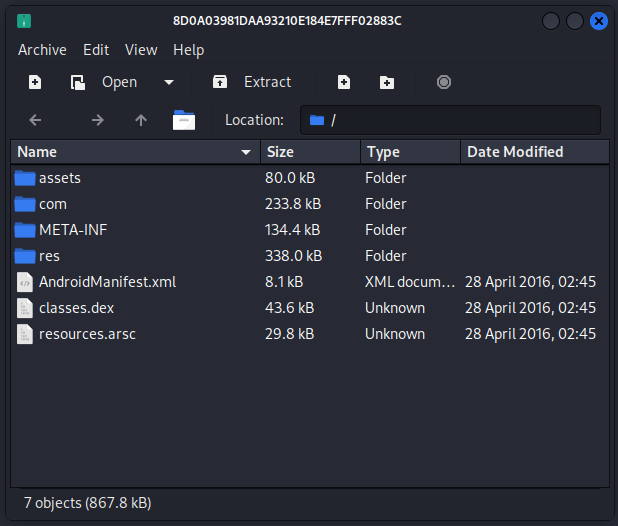 8D0A03981DAA93210E184E7FFF02883C
Archive Edit View Help
Open Extract
Location: /
Name Size Type Date Modified
assets 80.0 kB Folder
com 233.8 kB Folder
META-INF 134.4 kB Folder
res 338.0 kB Folder
AndroidManifest.xml 8.1 kB XML docum... 28 April 2016, 02:45
classes.dex 43.6 kB Unknown 28 April 2016, 02:45
resources.arsc 29.8 kB Unknown 28 April 2016, 02:45
7 objects (867.8 kB)